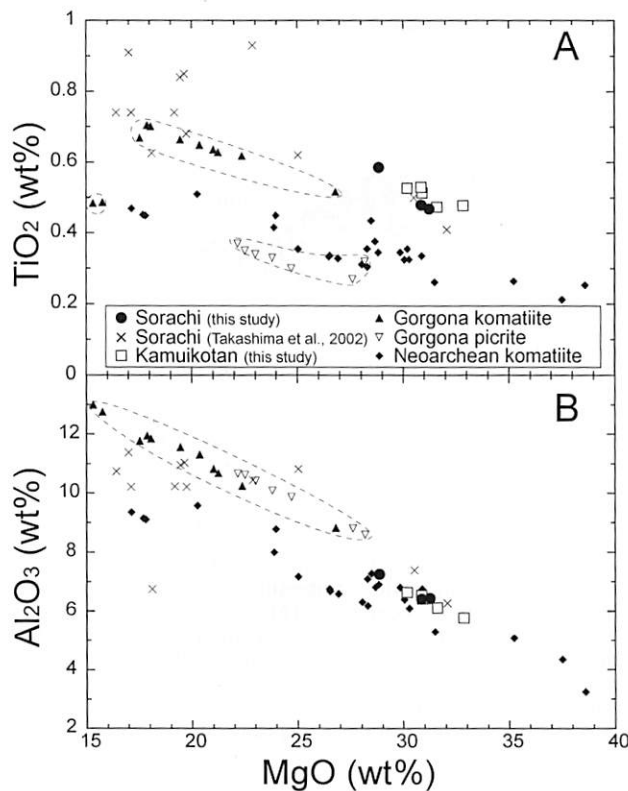 A
1
0.8
0.6
0.4
0.2
0
TiO₂ (wt%)
Sorachi (this study)
Sorachi (Takashima et al., 2002)
Kamuikotan (this study)
Gorgona komatiite
Gorgona picrite
Neoarchean komatiite
B
12
10
8
6
4
2
Al₂O₃ (wt%)
15 20 25 30 35 40
MgO (wt%)